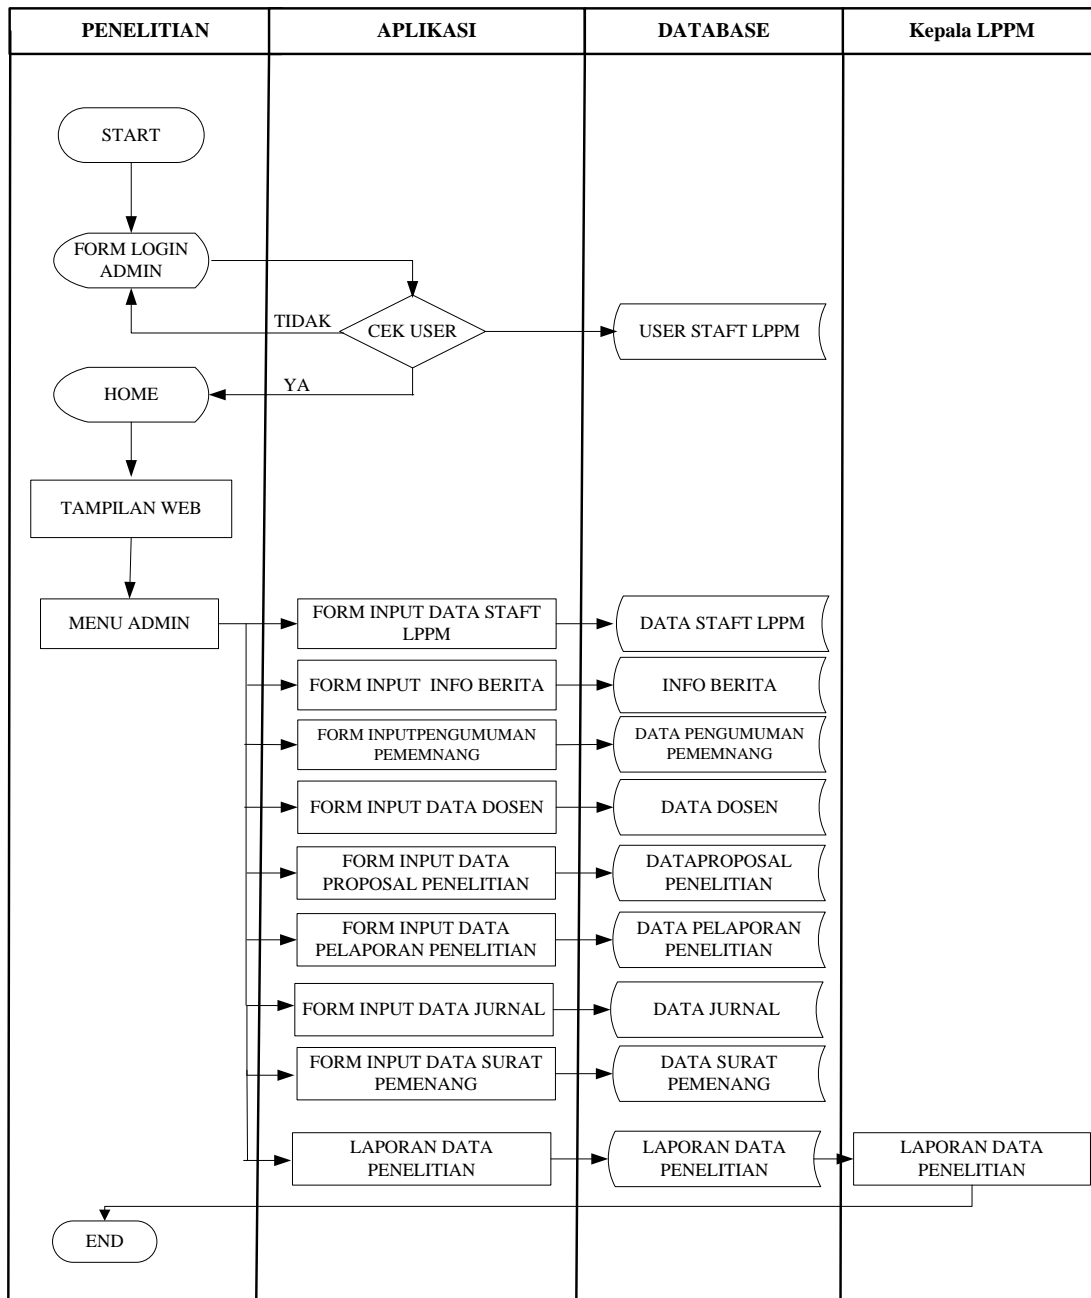 PENELITIAN
APLIKASI
DATABASE
Kepala LPPM
START
FORM LOGIN
ADMIN
TIDAK
CEK USER
USER STAFT LPPM
HOME
YA
TAMPILAN WEB
MENU ADMIN
FORM INPUT DATA STAFT
LPPM
DATA STAFT LPPM
FORM INPUT  INFO BERITA
INFO BERITA
FORM INPUTPENGUMUMAN
PEMEMNANG
DATA PENGUMUMAN
PEMEMNANG
FORM INPUT DATA DOSEN
DATA DOSEN
FORM INPUT DATA
PROPOSAL PENELITIAN
DATAPROPOSAL
PENELITIAN
FORM INPUT DATA
PELAPORAN PENELITIAN
DATA PELAPORAN
PENELITIAN
FORM INPUT DATA JURNAL
DATA JURNAL
FORM INPUT DATA SURAT
PEMENANG
DATA SURAT
PEMENANG
LAPORAN DATA
PENELITIAN
LAPORAN DATA
PENELITIAN
LAPORAN DATA
PENELITIAN
END